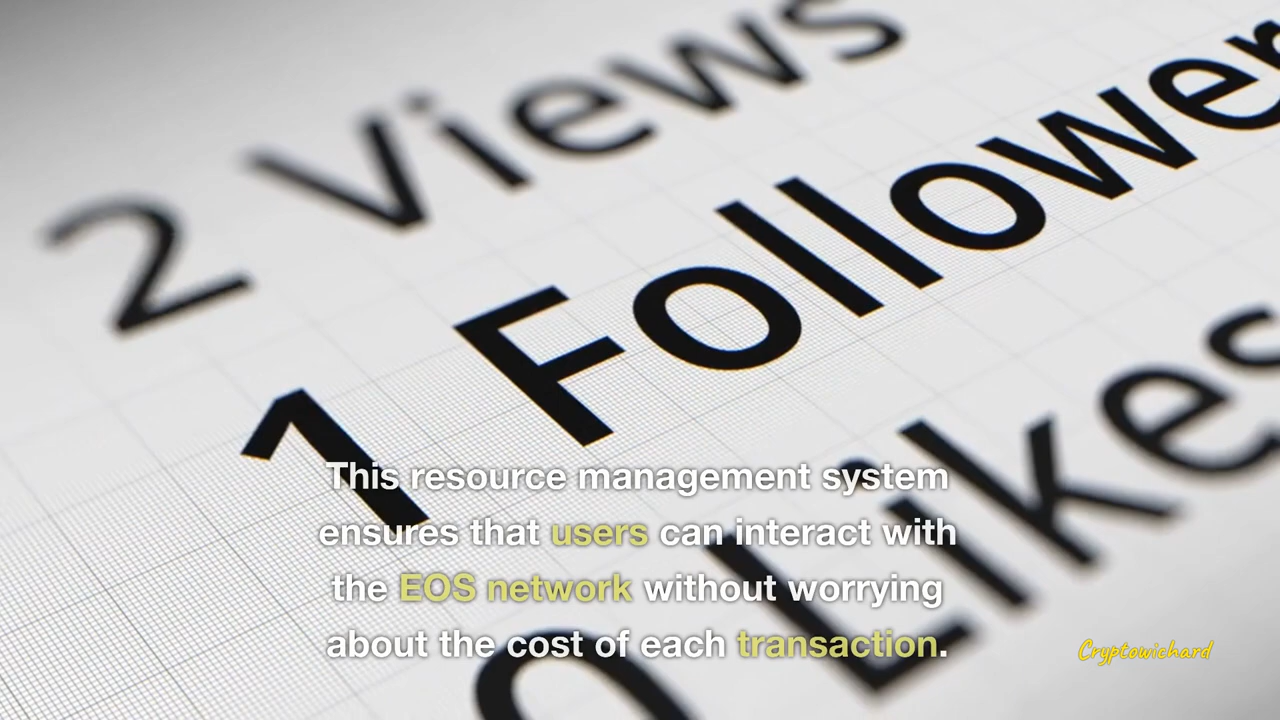 2 Views
1 Follower
0 Likes
This resource management system
ensures that users can interact with
the EOS network without worrying
about the cost of each transaction.
Cryptowichard